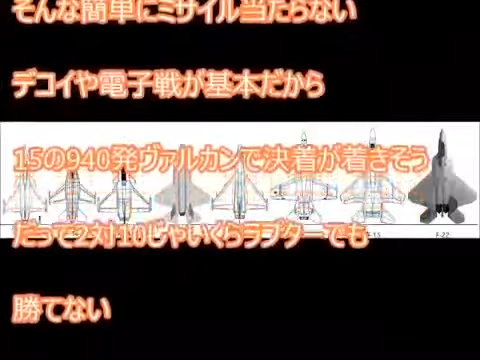 そんな簡単にミサイル当たらない
デコイや電子戦が基本だから
15の940発ヴァルカンで決着が着きそう
だって2対10じゃいくらラプターでも
F-15
F-22
勝てない